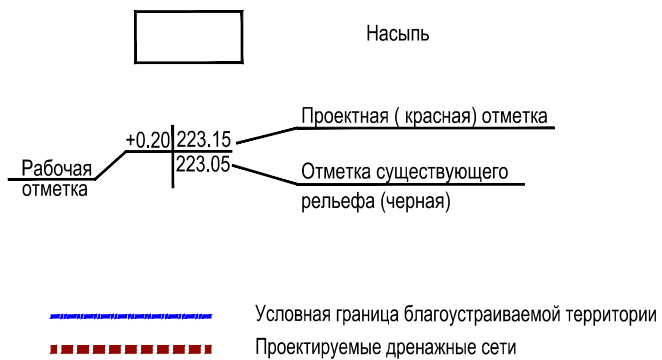 Насыпь
Проектная ( красная) отметка
+0.20 223.15
223.05
Рабочая
отметка
Отметка существующего
рельефа (черная)
Условная граница благоустраиваемой территории
Проектируемые дренажные сети